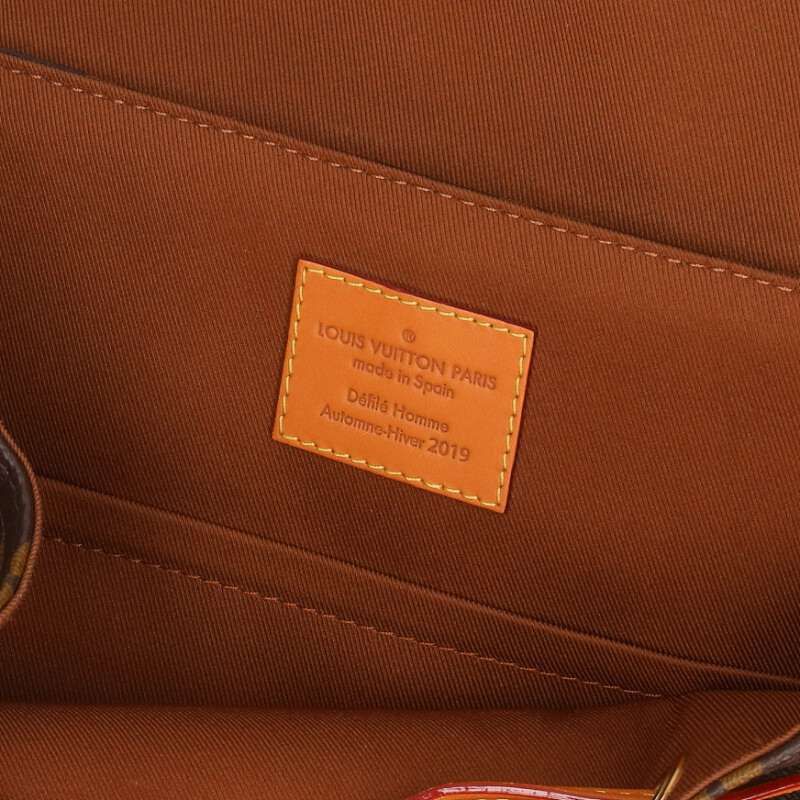 ®
LOUIS VUITTON PARIS
made in Spain
Défilé Homme
Automne-Hiver 2019